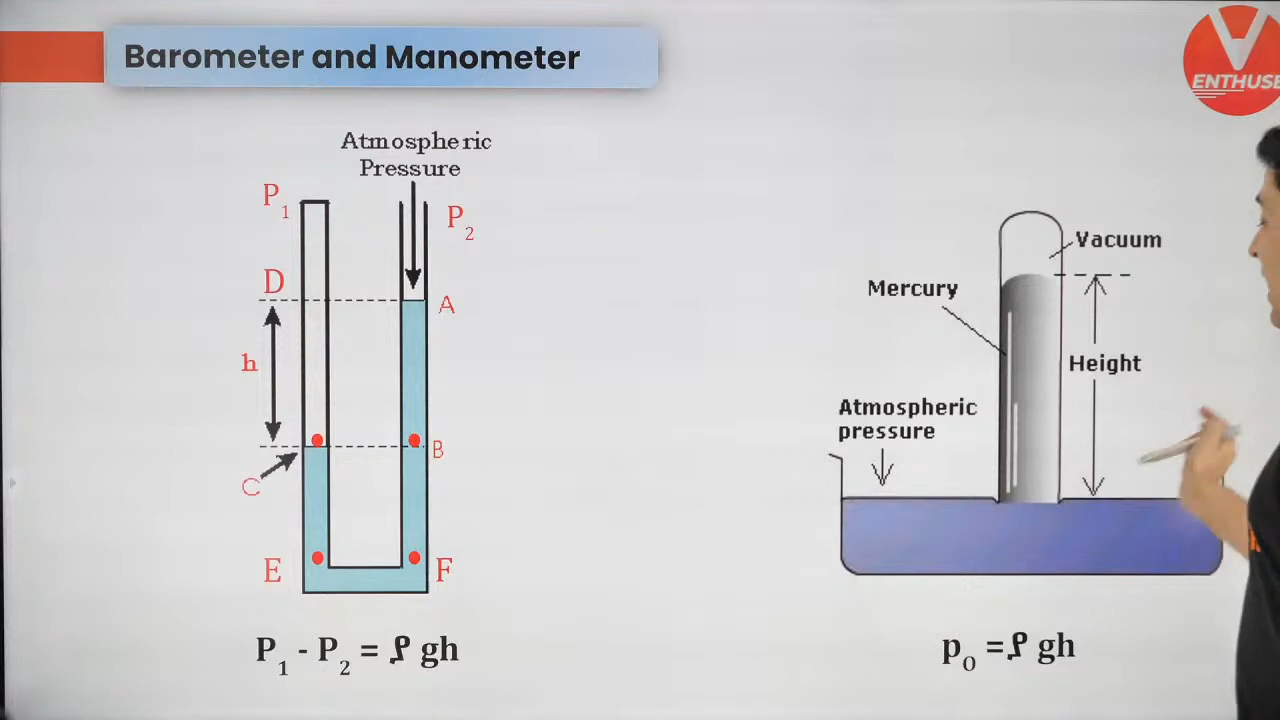 Barometer and Manometer
ENTHUSE
Atmospheric
Pressure
P1
P2
D
A
h
B
C
E
F
P1 - P2 = ρ gh
Vacuum
Mercury
Height
Atmospheric
pressure
p0 = ρ gh